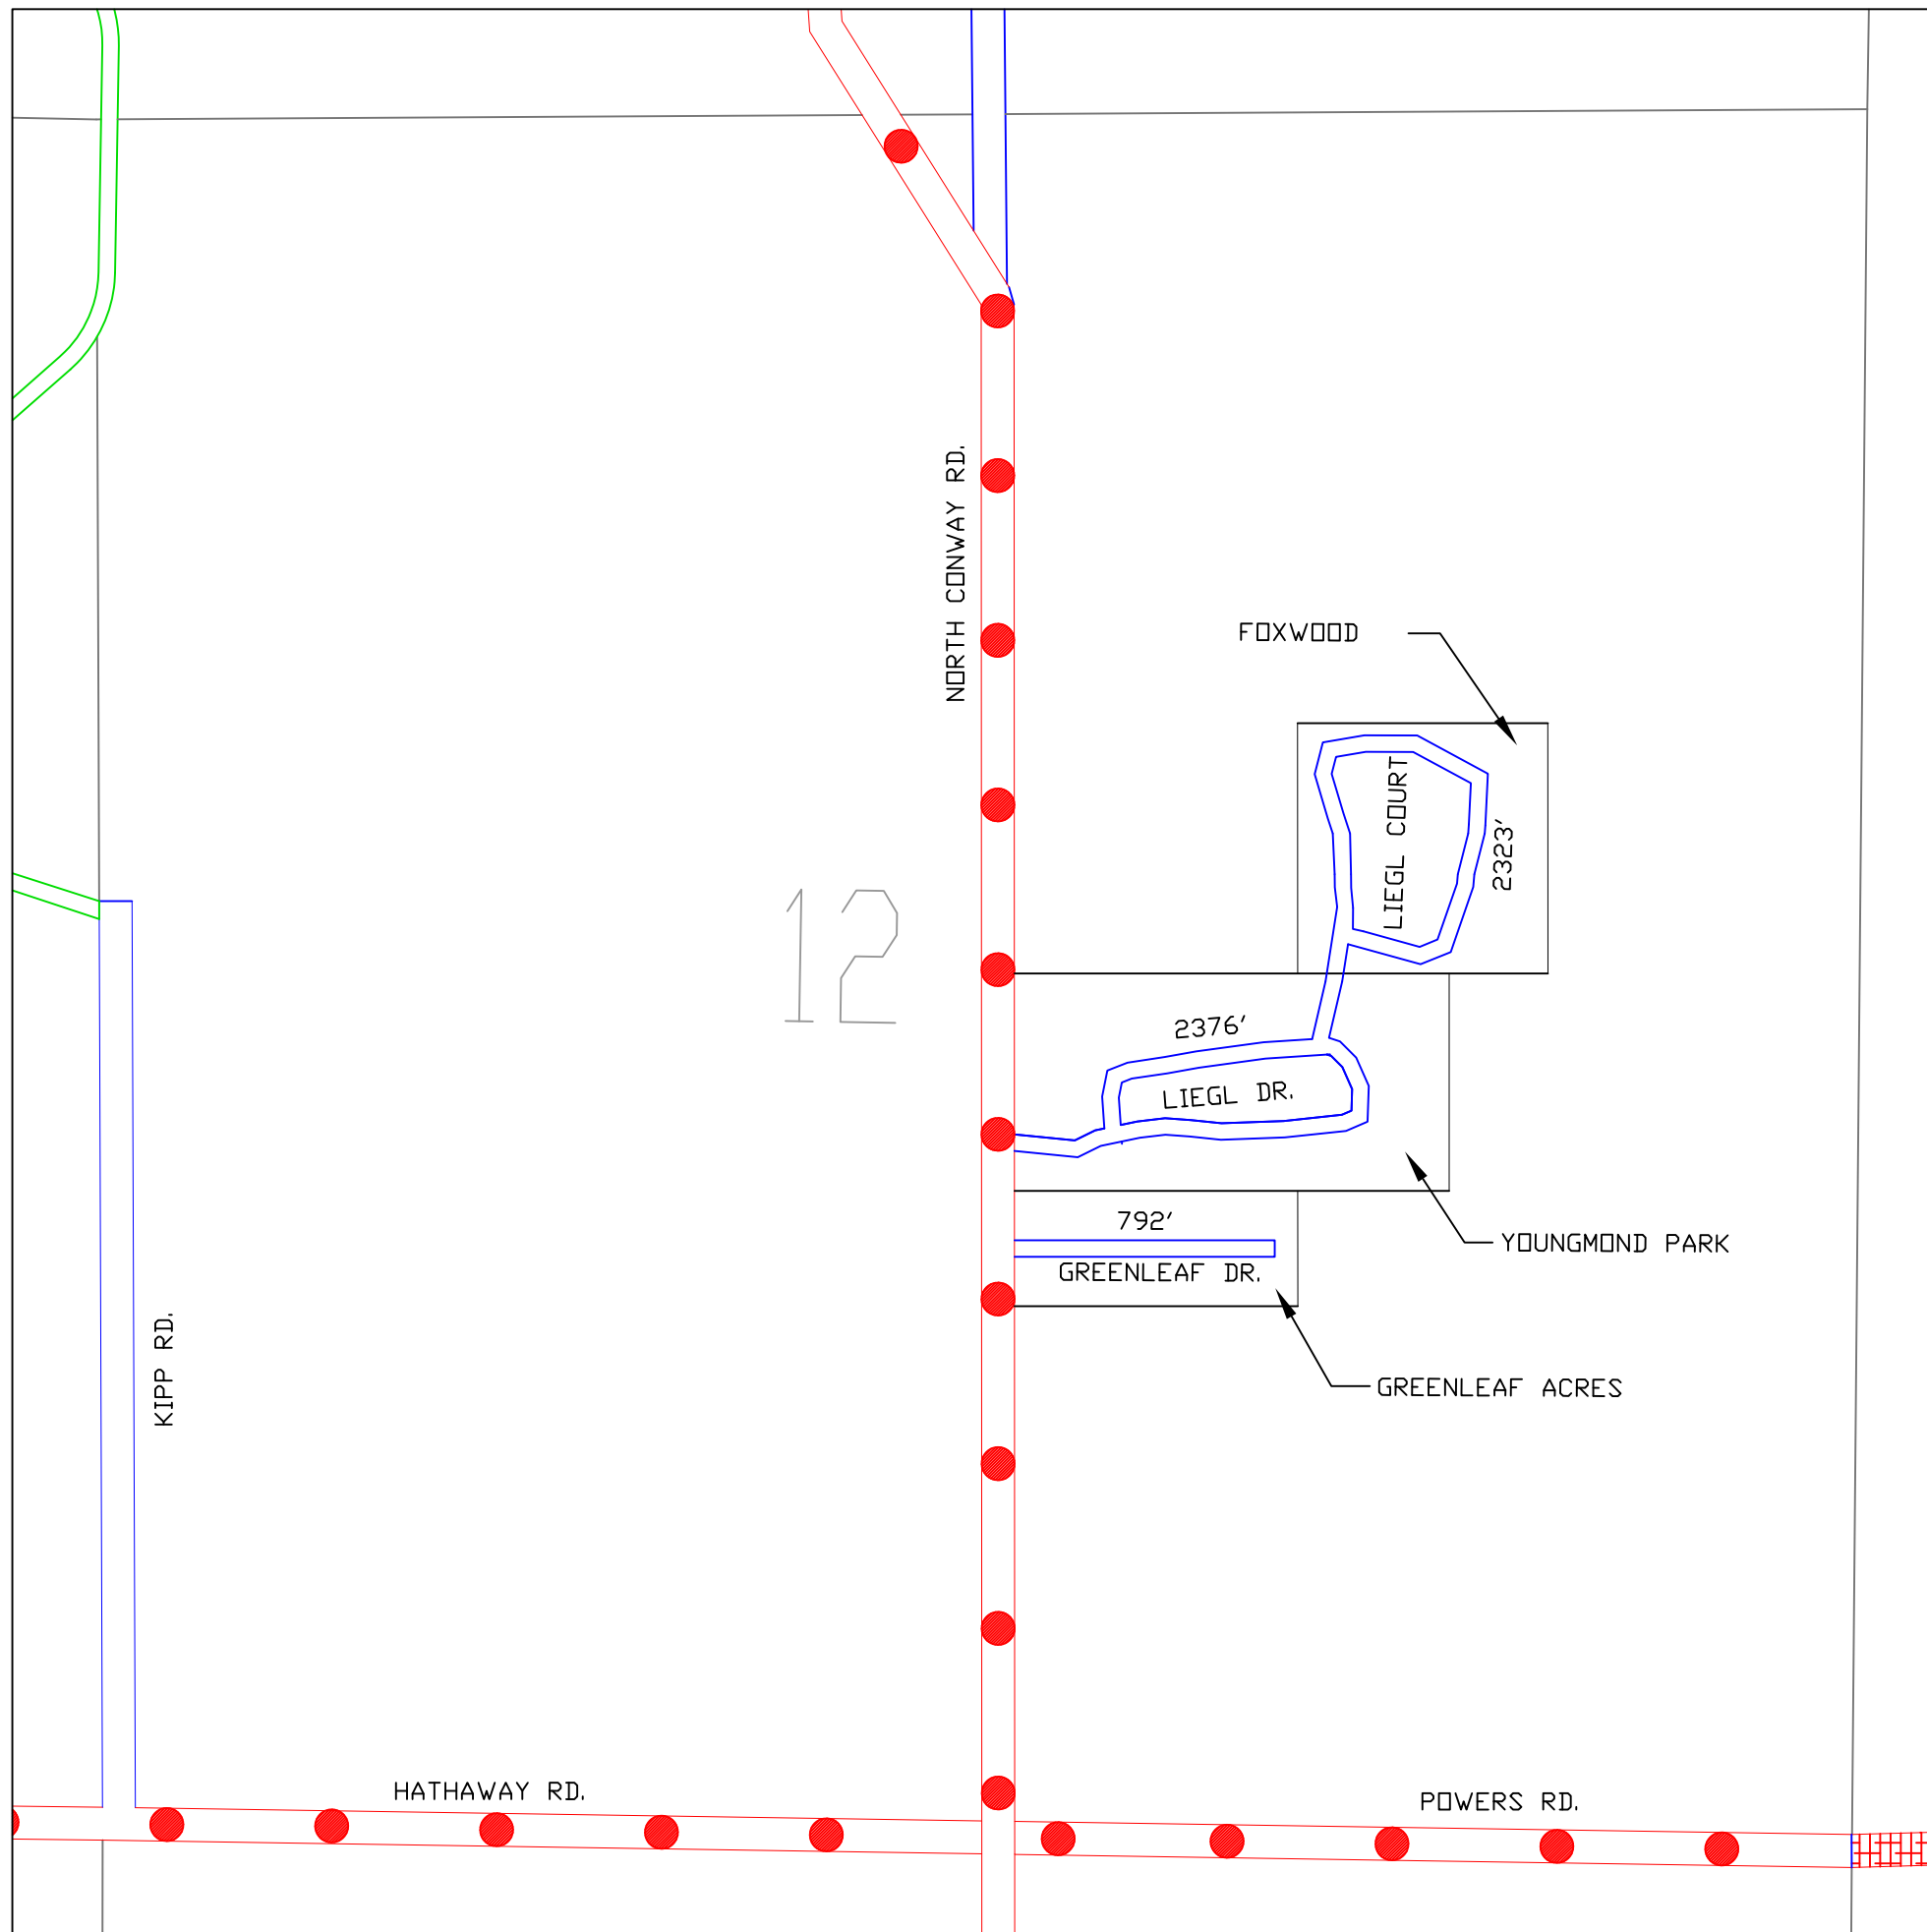 NORTH CONWAY RD.
FOXWOOD
LIEGL COURT
2323'
12
2376'
LIEGL DR.
792'
YOUNGMOND PARK
GREENLEAF DR.
KIPP RD.
GREENLEAF ACRES
HATHAWAY RD.
POWERS RD.